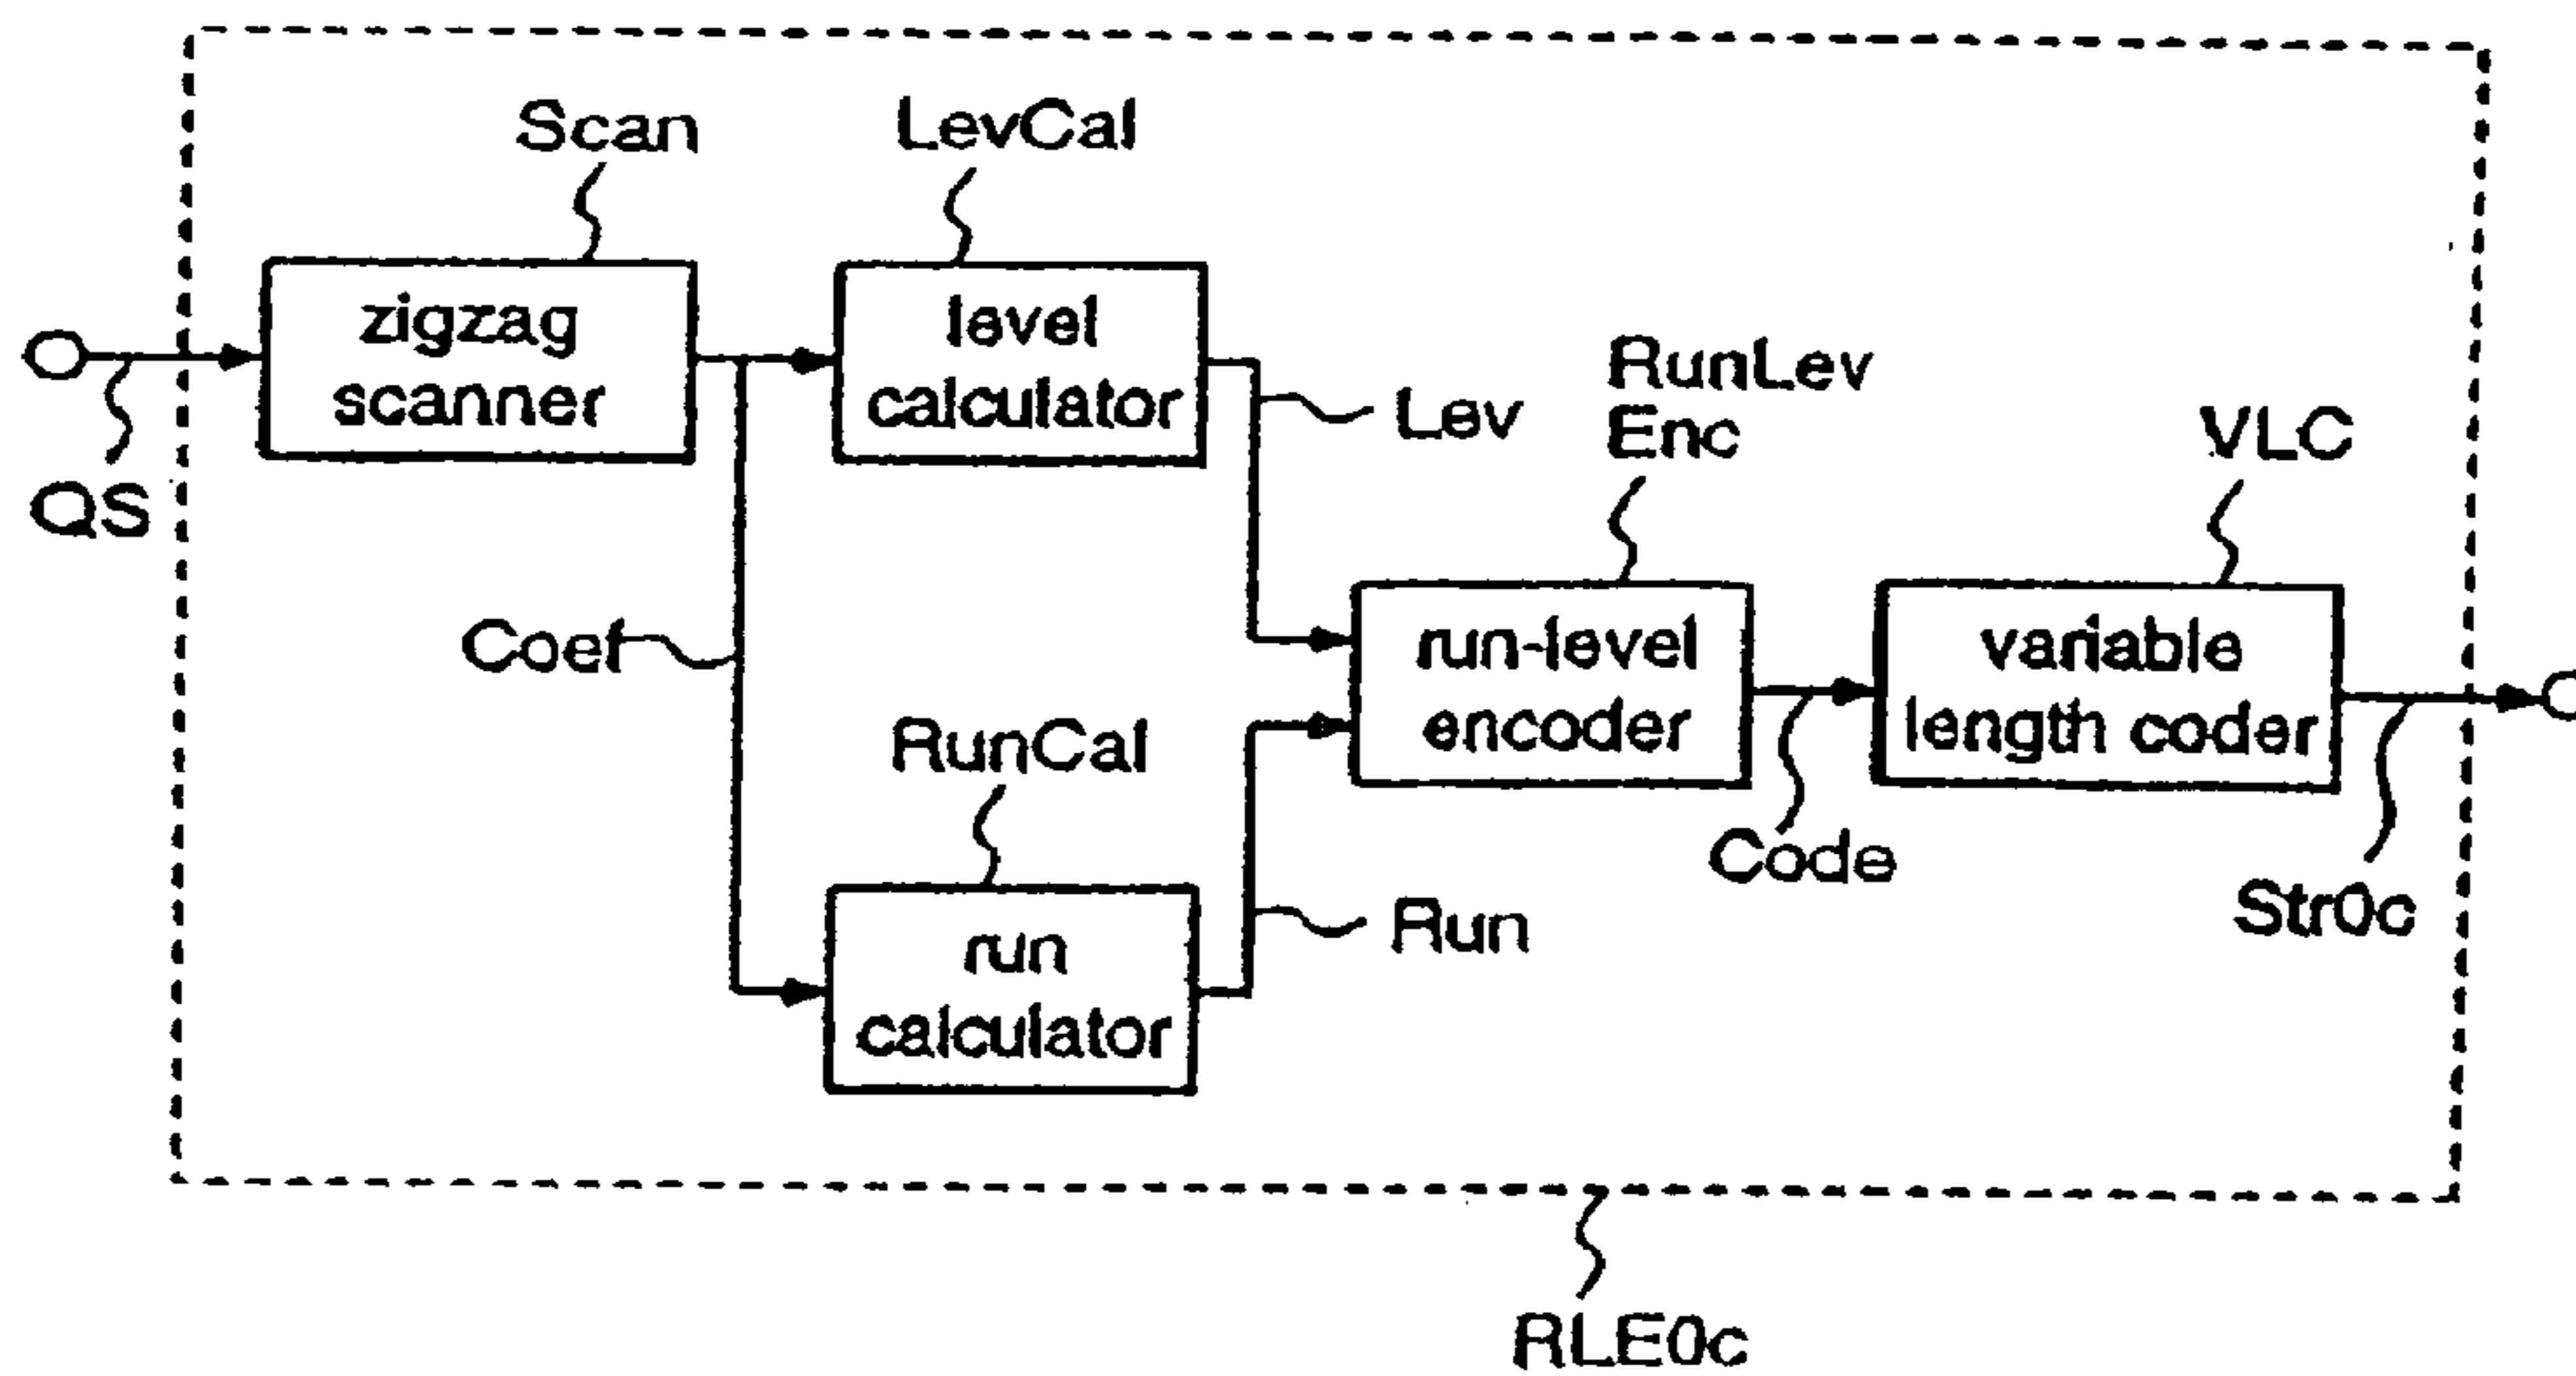 Scan
LevCal
zigzag
scanner
level
calculator
QS
Lev
RunLev
Enc
VLC
Coef
run-level
encoder
variable
length coder
RunCal
Code
run
calculator
Run
Str0c
RLE0c